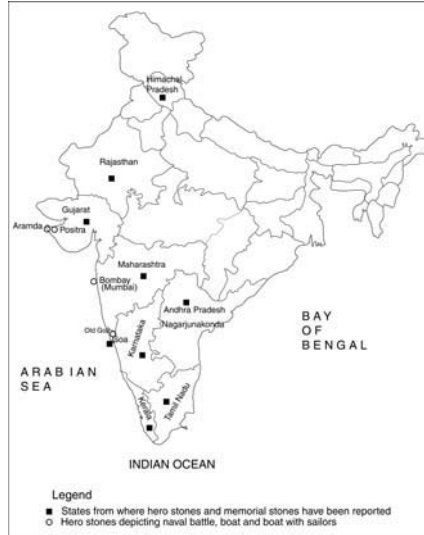 Himachal
Pradesh
Rajasthan
Gujarat
Aramda
Positra
Maharashtra
Bombay
(Mumbai)
Andhra Pradesh
(Nagarjunakonda
BAY
OF
BENGAL
Old Goa
Goa
Karnataka
ARABIAN
SEA
Kerala
Tamil Nadu
INDIAN OCEAN
Legend
States from where hero stones and memorial stones have been reported
Hero stones depicting naval battle, boat and boat with sailors